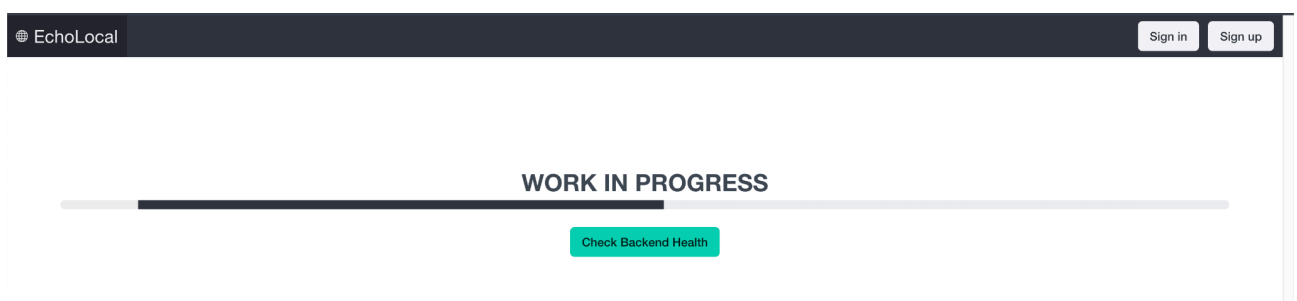 EchoLocal
Sign in
Sign up
WORK IN PROGRESS
Check Backend Health